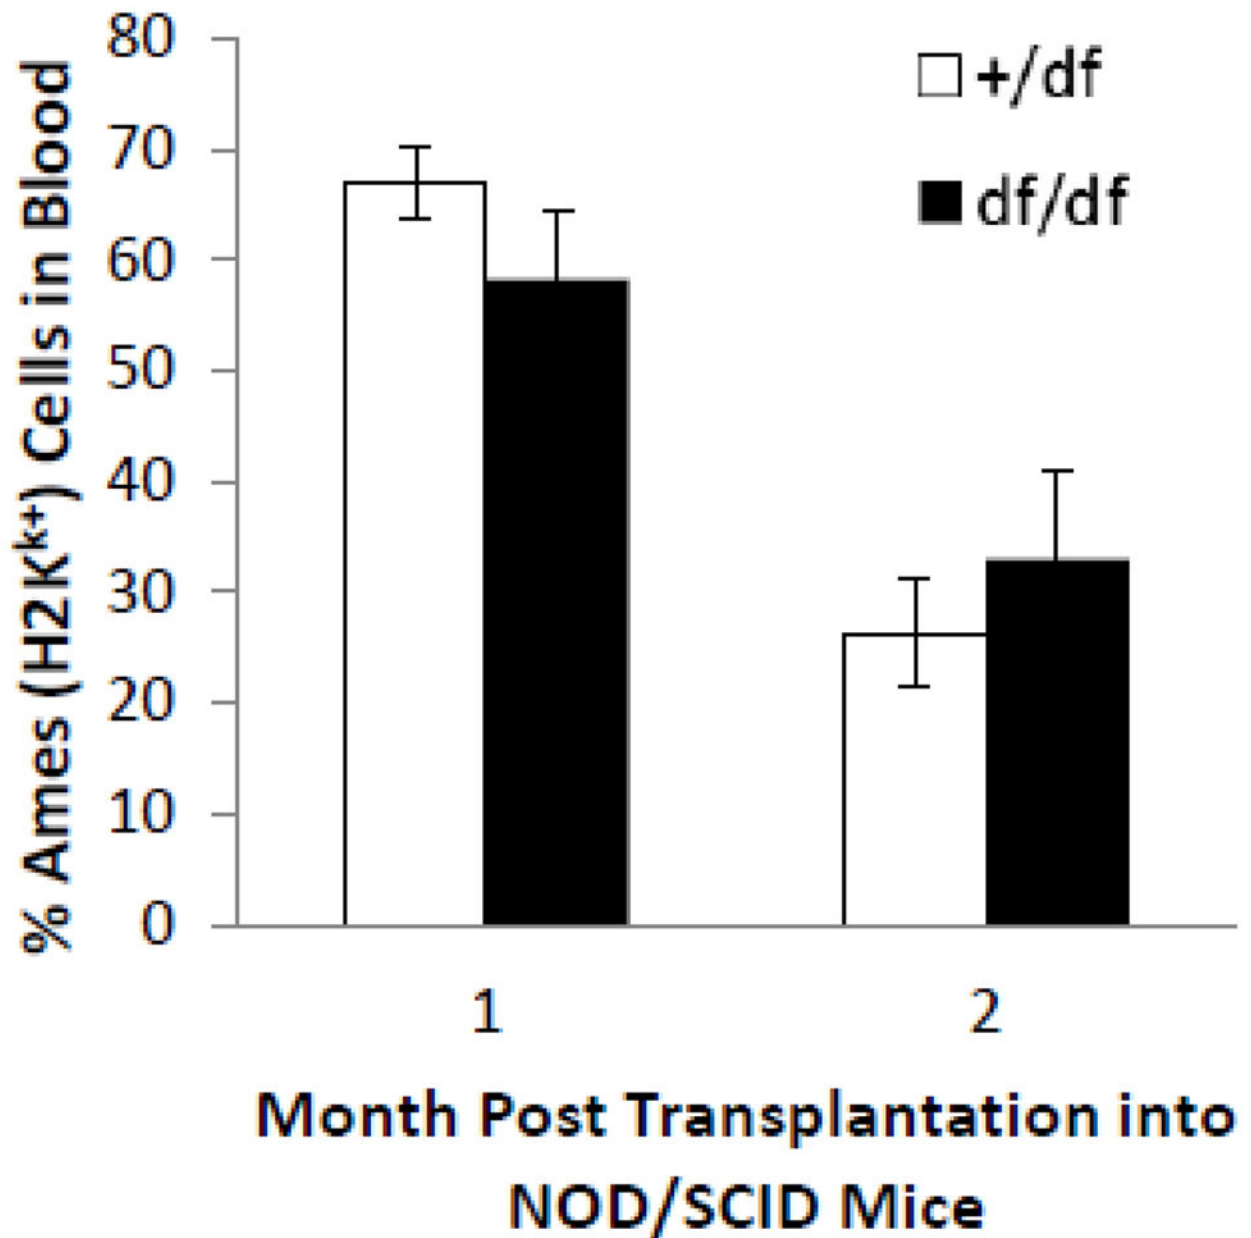 % Ames (H2Kk+) Cells in Blood
80
70
60
50
40
30
20
10
0
+/df
df/df
1
2
Month Post Transplantation into
NOD/SCID Mice